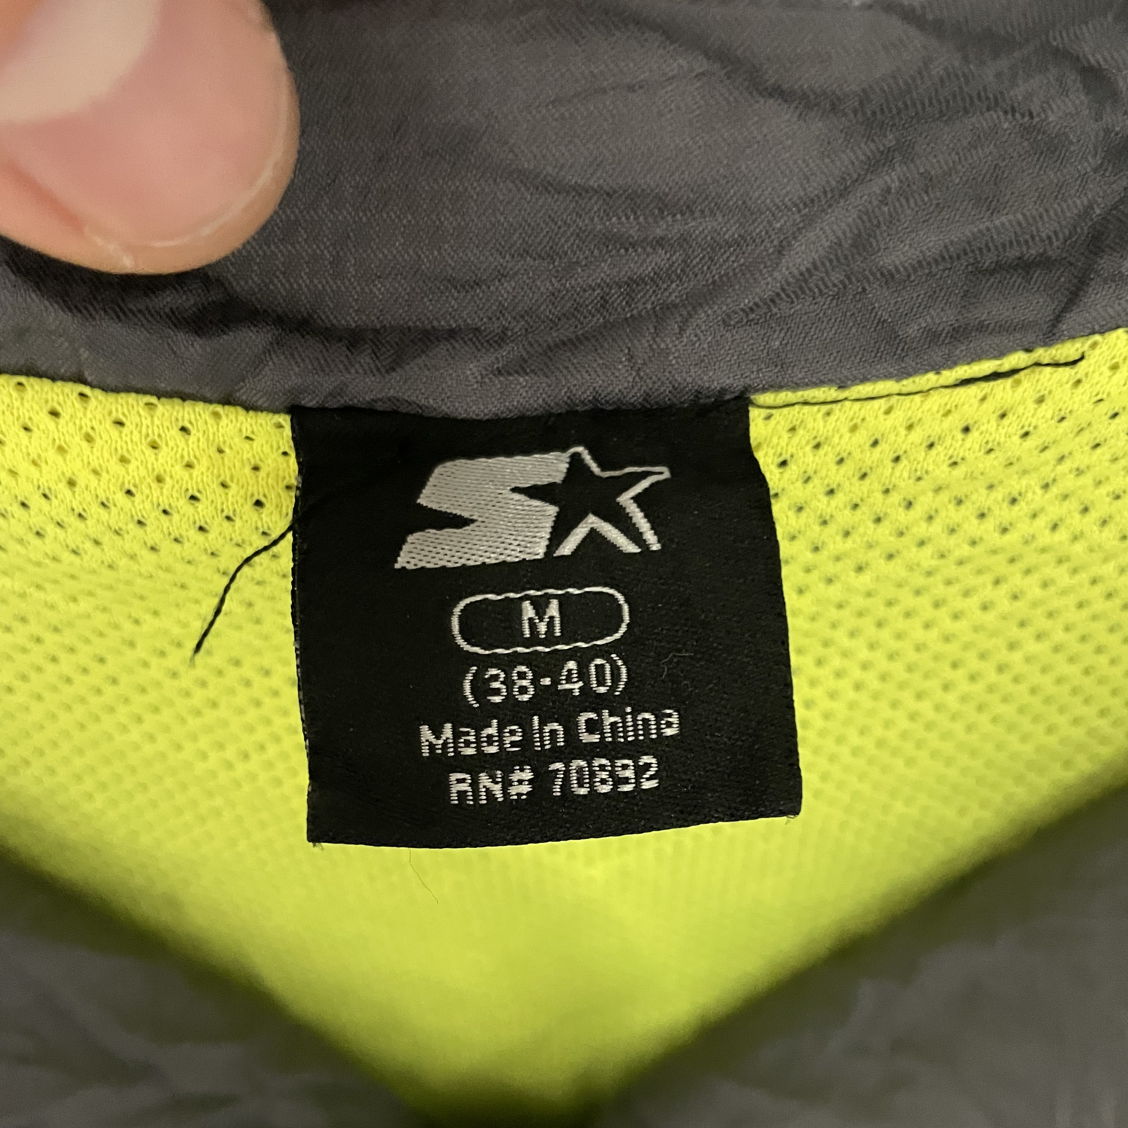 M
(38-40)
Made In China
RN# 70892